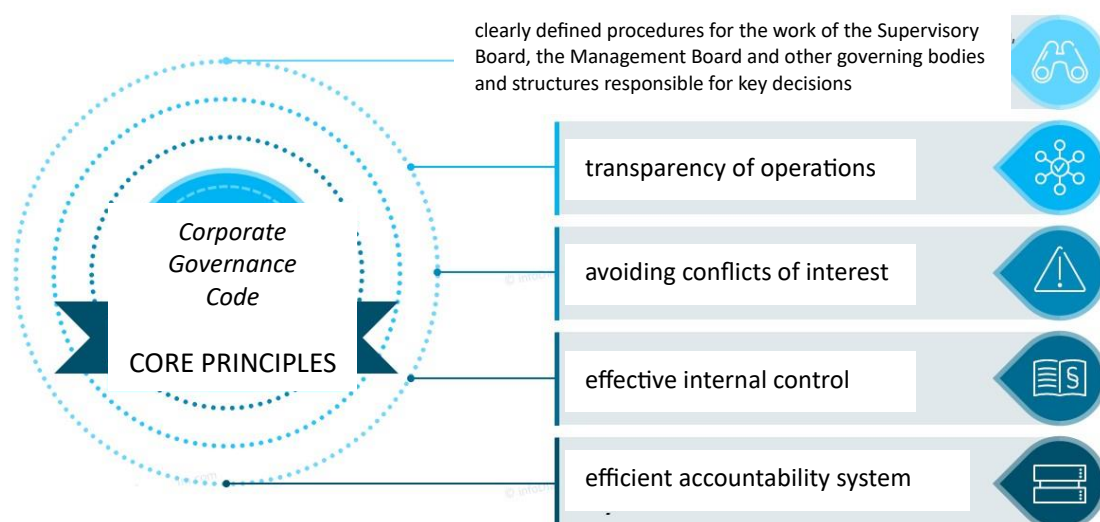 clearly defined procedures for the work of the Supervisory
Board, the Management Board and other governing bodies
and structures responsible for key decisions
transparency of operations
Corporate
Governance
Code
avoiding conflicts of interest
CORE PRINCIPLES
effective internal control
efficient accountability system